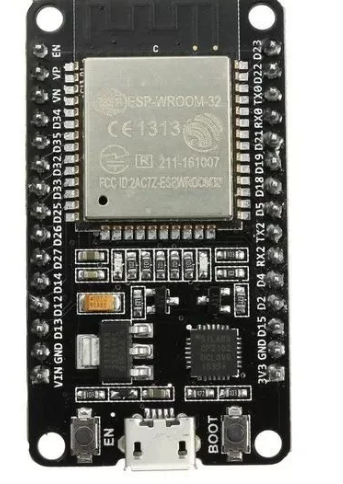 EN
VP
VN
D34
D35
D32
D33
D25
D26
D27
D14
D12
D13
GND
VIN
C
ESP-WROOM-32
CE1313
R 211-161007
FCC ID:2AC7Z-ESPWROOM32
D23
D22
TX0
RX0
D21
D19
D18
D5
TX2
RX2
D4
D2
D15
GND
3V3
SILABS
EN
BOOT